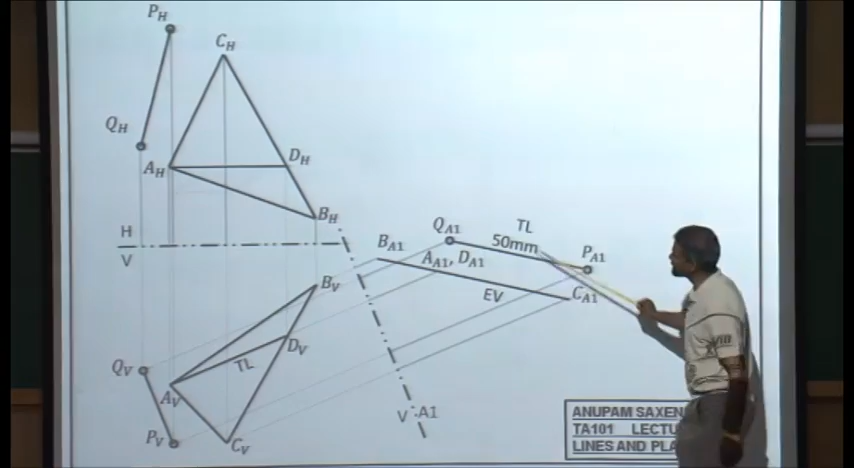 P_H
C_H
Q_H
A_H
D_H
B_H
H
V
Q_A1
TL
50mm
P_A1
B_A1
A_A1, D_A1
EV
C_A1
B_V
D_V
TL
Q_V
A_V
P_V
C_V
V A1
ANUPAM SAXEN
TA101 LECTU
LINES AND PLA
VIII